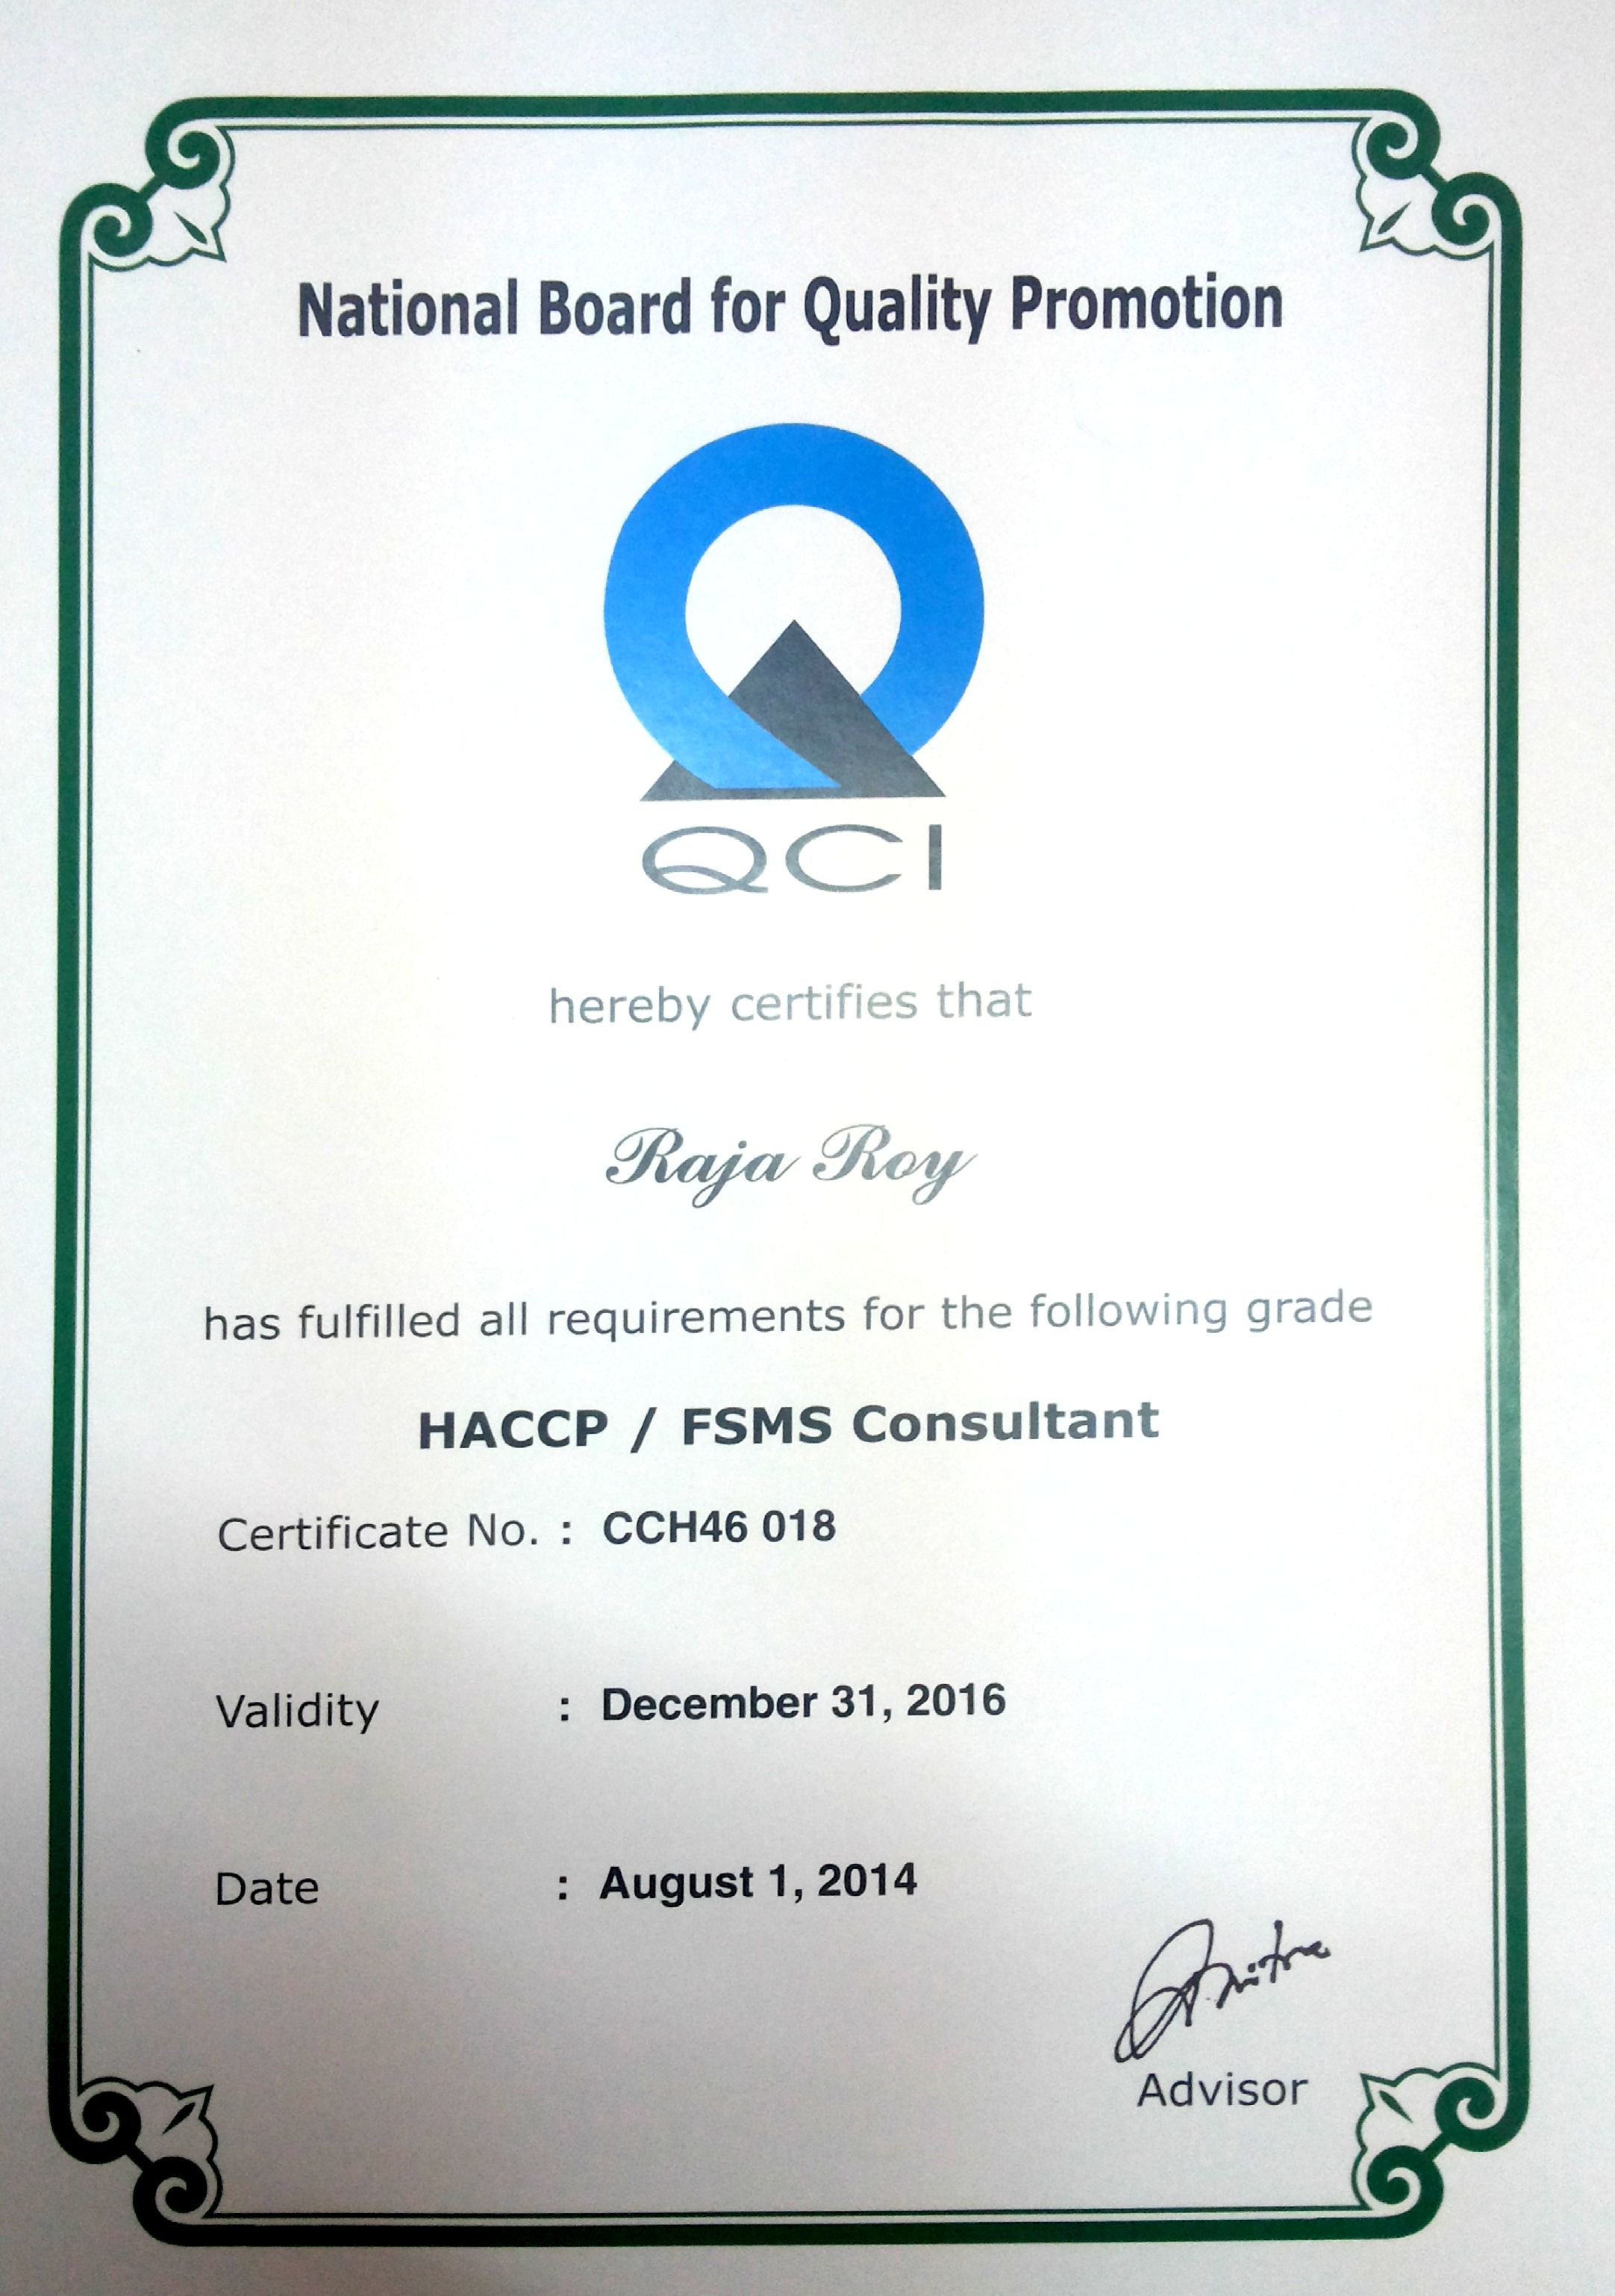 National Board for Quality Promotion
QCI
hereby certifies that
Raja Roy
has fulfilled all requirements for the following grade
HACCP / FSMS Consultant
Certificate No. : CCH46 018
Validity : December 31, 2016
Date : August 1, 2014
Advisor